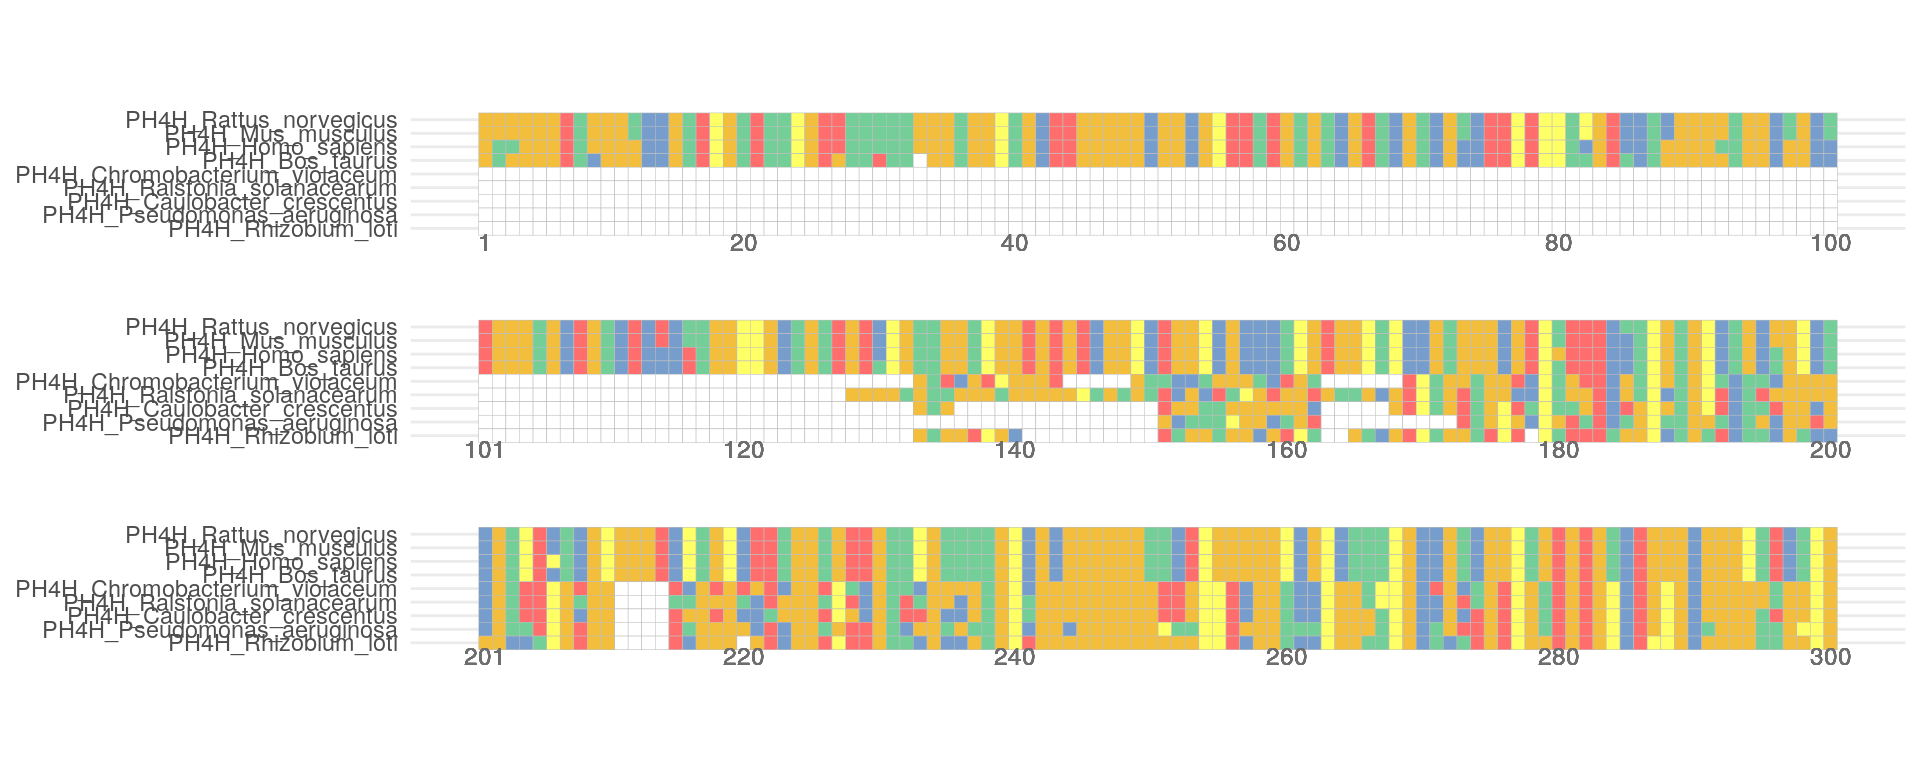 PH4H_Rattus_norvegicus
PH4H_Mus_musculus
PH4H_Homo_sapiens
PH4H_Bos_taurus
PH4H_Chromobacterium_violaceum
PH4H_Ralstonia_solanacearum
PH4H_Caulobacter_crescentus
PH4H_Pseudomonas_aeruginosa
PH4H_Rhizobium_loti
1 20 40 60 80 100
PH4H_Rattus_norvegicus
PH4H_Mus_musculus
PH4H_Homo_sapiens
PH4H_Bos_taurus
PH4H_Chromobacterium_violaceum
PH4H_Ralstonia_solanacearum
PH4H_Caulobacter_crescentus
PH4H_Pseudomonas_aeruginosa
PH4H_Rhizobium_loti
101 120 140 160 180 200
PH4H_Rattus_norvegicus
PH4H_Mus_musculus
PH4H_Homo_sapiens
PH4H_Bos_taurus
PH4H_Chromobacterium_violaceum
PH4H_Ralstonia_solanacearum
PH4H_Caulobacter_crescentus
PH4H_Pseudomonas_aeruginosa
PH4H_Rhizobium_loti
201 220 240 260 280 300